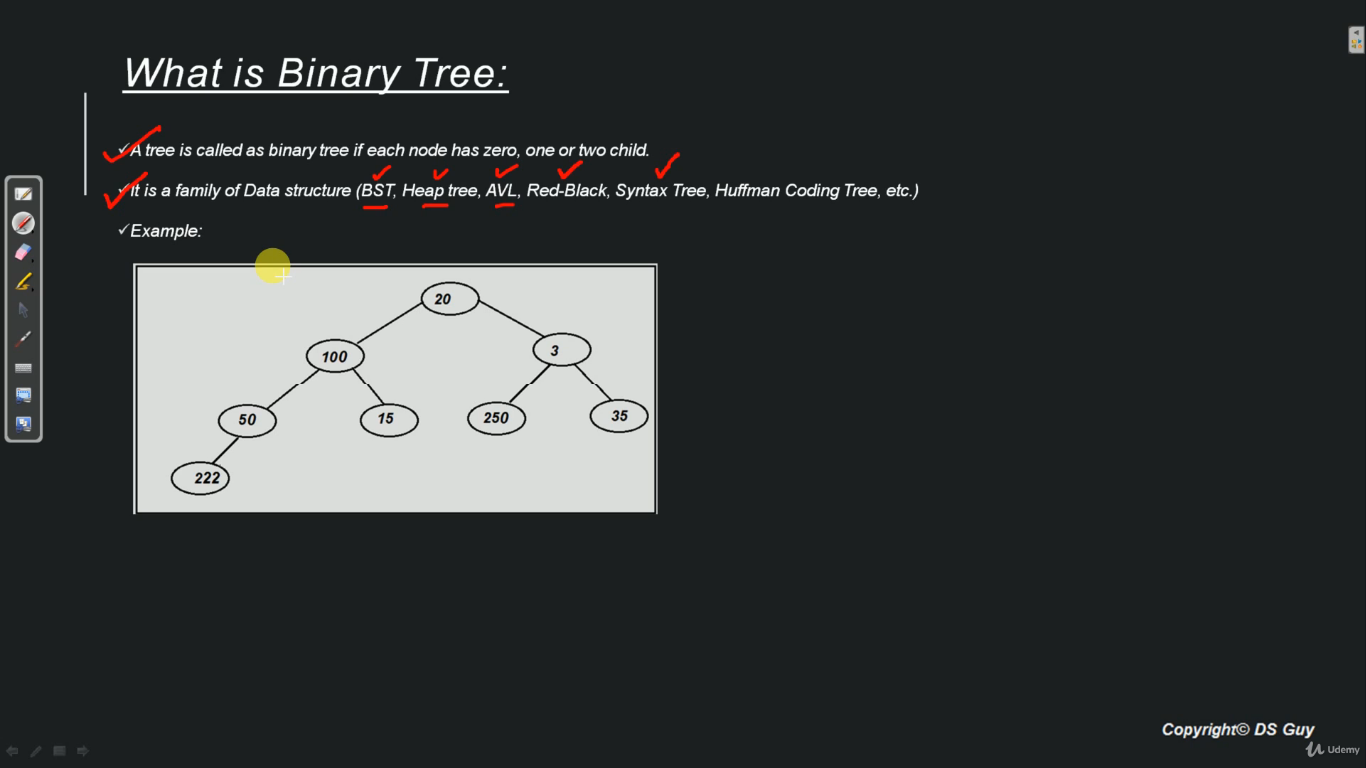 What is Binary Tree:
✓A tree is called as binary tree if each node has zero, one or two child.
✓It is a family of Data structure (BST, Heap tree, AVL, Red-Black, Syntax Tree, Huffman Coding Tree, etc.)
✓Example:
20
100
3
50
15
250
35
222
Copyright© DS Guy
Udemy